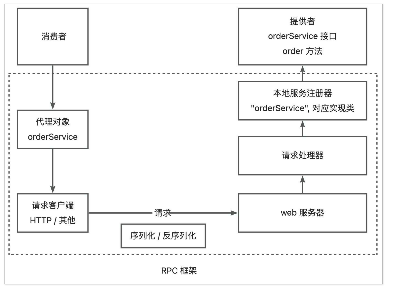 消费者
提供者
orderService 接口
order 方法
代理对象
orderService
本地服务注册器
"orderService", 对应实现类
请求处理器
请求客户端
HTTP / 其他
请求
web 服务器
序列化 / 反序列化
RPC 框架